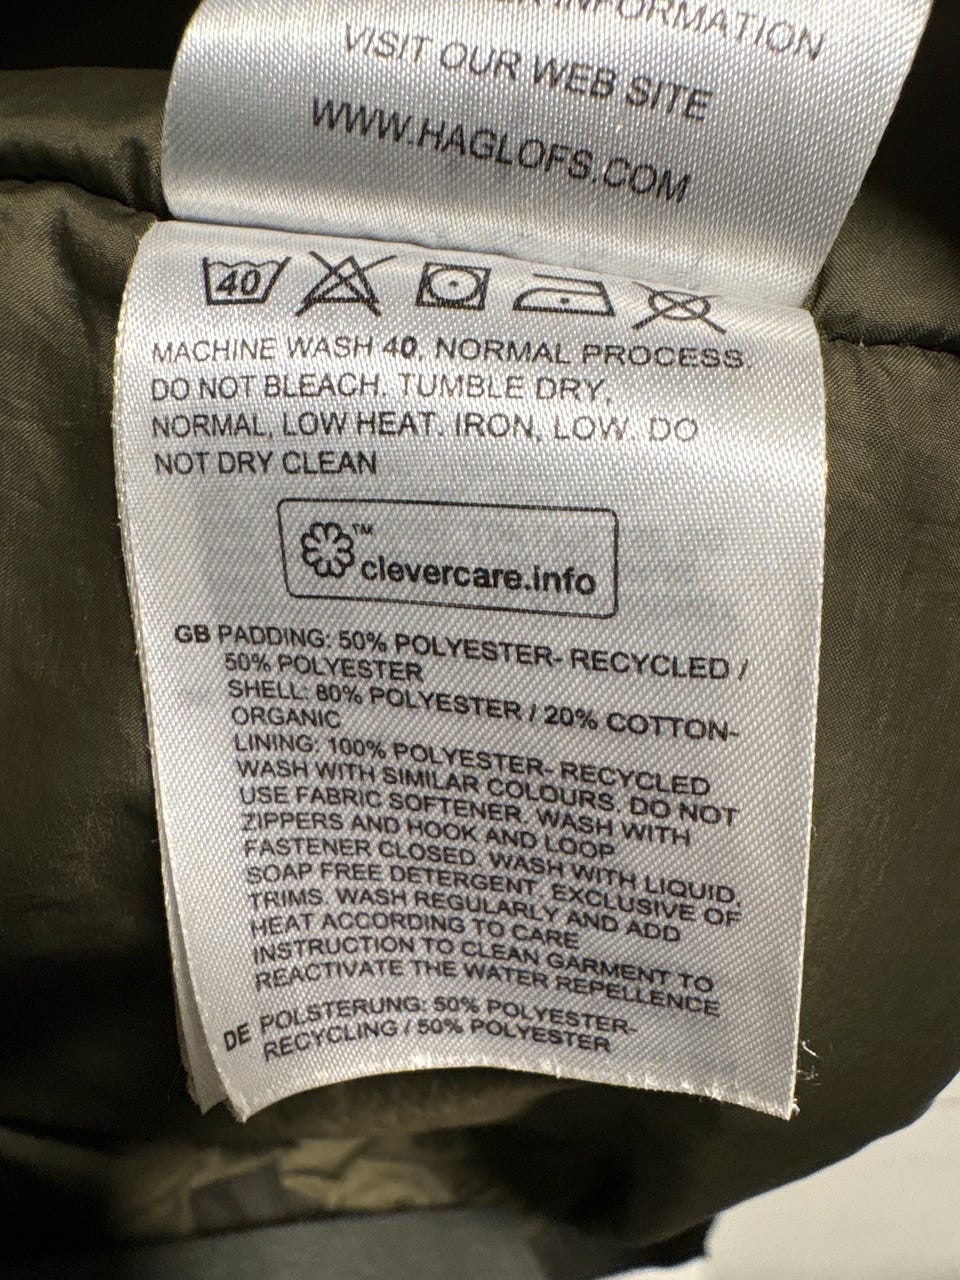 INFORMATION
VISIT OUR WEB SITE
WWW.HAGLOFS.COM
40
MACHINE WASH 40, NORMAL PROCESS.
DO NOT BLEACH. TUMBLE DRY,
NORMAL, LOW HEAT. IRON, LOW. DO
NOT DRY CLEAN
™
clevercare.info
GB PADDING: 50% POLYESTER- RECYCLED /
50% POLYESTER
SHELL: 80% POLYESTER / 20% COTTON-
ORGANIC
LINING: 100% POLYESTER- RECYCLED
WASH WITH SIMILAR COLOURS. DO NOT
USE FABRIC SOFTENER. WASH WITH
ZIPPERS AND HOOK AND LOOP
FASTENER CLOSED. WASH WITH LIQUID,
SOAP FREE DETERGENT. EXCLUSIVE OF
TRIMS. WASH REGULARLY AND ADD
HEAT ACCORDING TO CARE
INSTRUCTION TO CLEAN GARMENT TO
REACTIVATE THE WATER REPELLENCE
DE POLSTERUNG: 50% POLYESTER-
RECYCLING / 50% POLYESTER